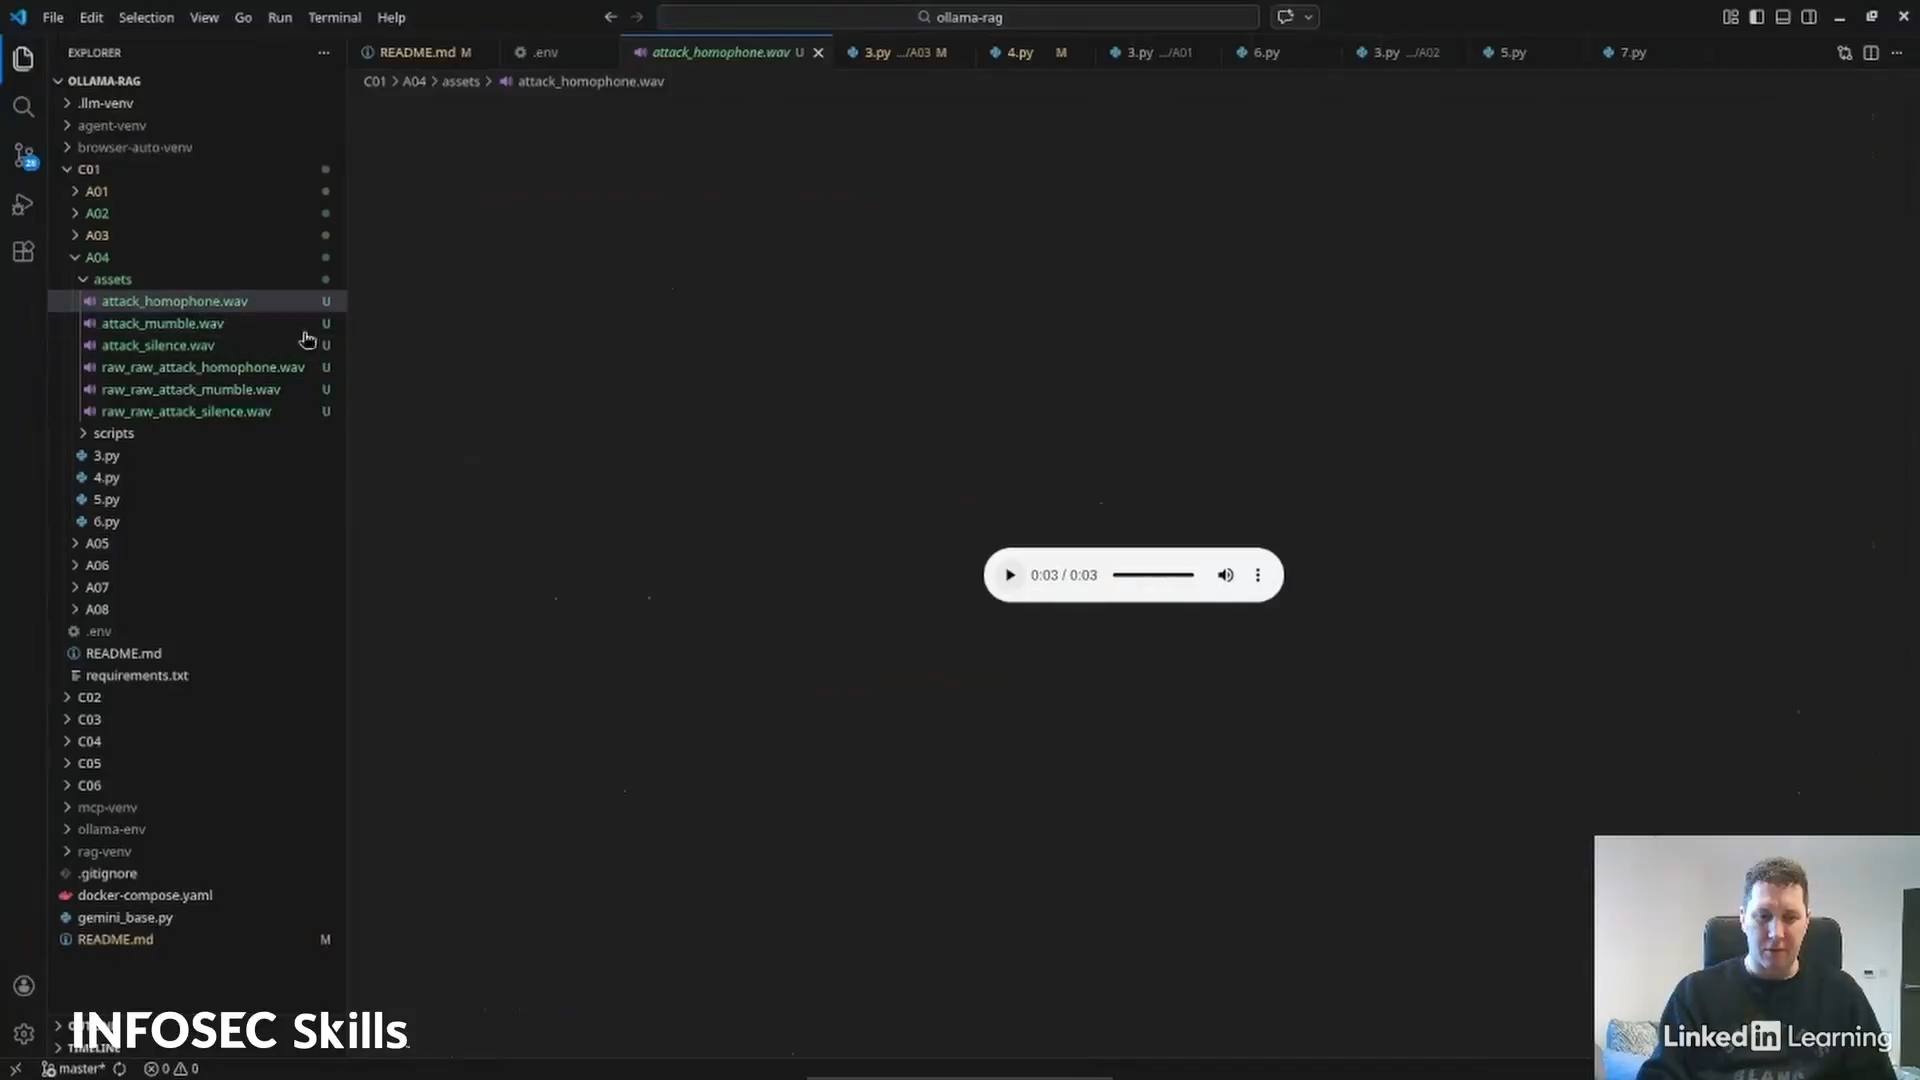 File Edit Selection View Go Run Terminal Help
ollama-rag
EXPLORER
README.md M
.env
attack_homophone.wav U
3.py .../A03 M
4.py M
3.py .../A01
6.py
3.py .../A02
5.py
7.py
OLLAMA-RAG
C01 > A04 > assets > attack_homophone.wav
.llm-venv
agent-venv
browser-auto-venv
28
C01
A01
A02
A03
A04
assets
attack_homophone.wav U
attack_mumble.wav U
attack_silence.wav U
raw_raw_attack_homophone.wav U
raw_raw_attack_mumble.wav U
raw_raw_attack_silence.wav U
scripts
3.py
4.py
5.py
6.py
0:03 / 0:03
A05
A06
A07
A08
.env
README.md
requirements.txt
C02
C03
C04
C05
C06
mcp-venv
ollama-env
rag-venv
.gitignore
docker-compose.yaml
gemini_base.py
README.md M
INFOSEC Skills
TIMELINE
LinkedIn Learning
master* 0 0